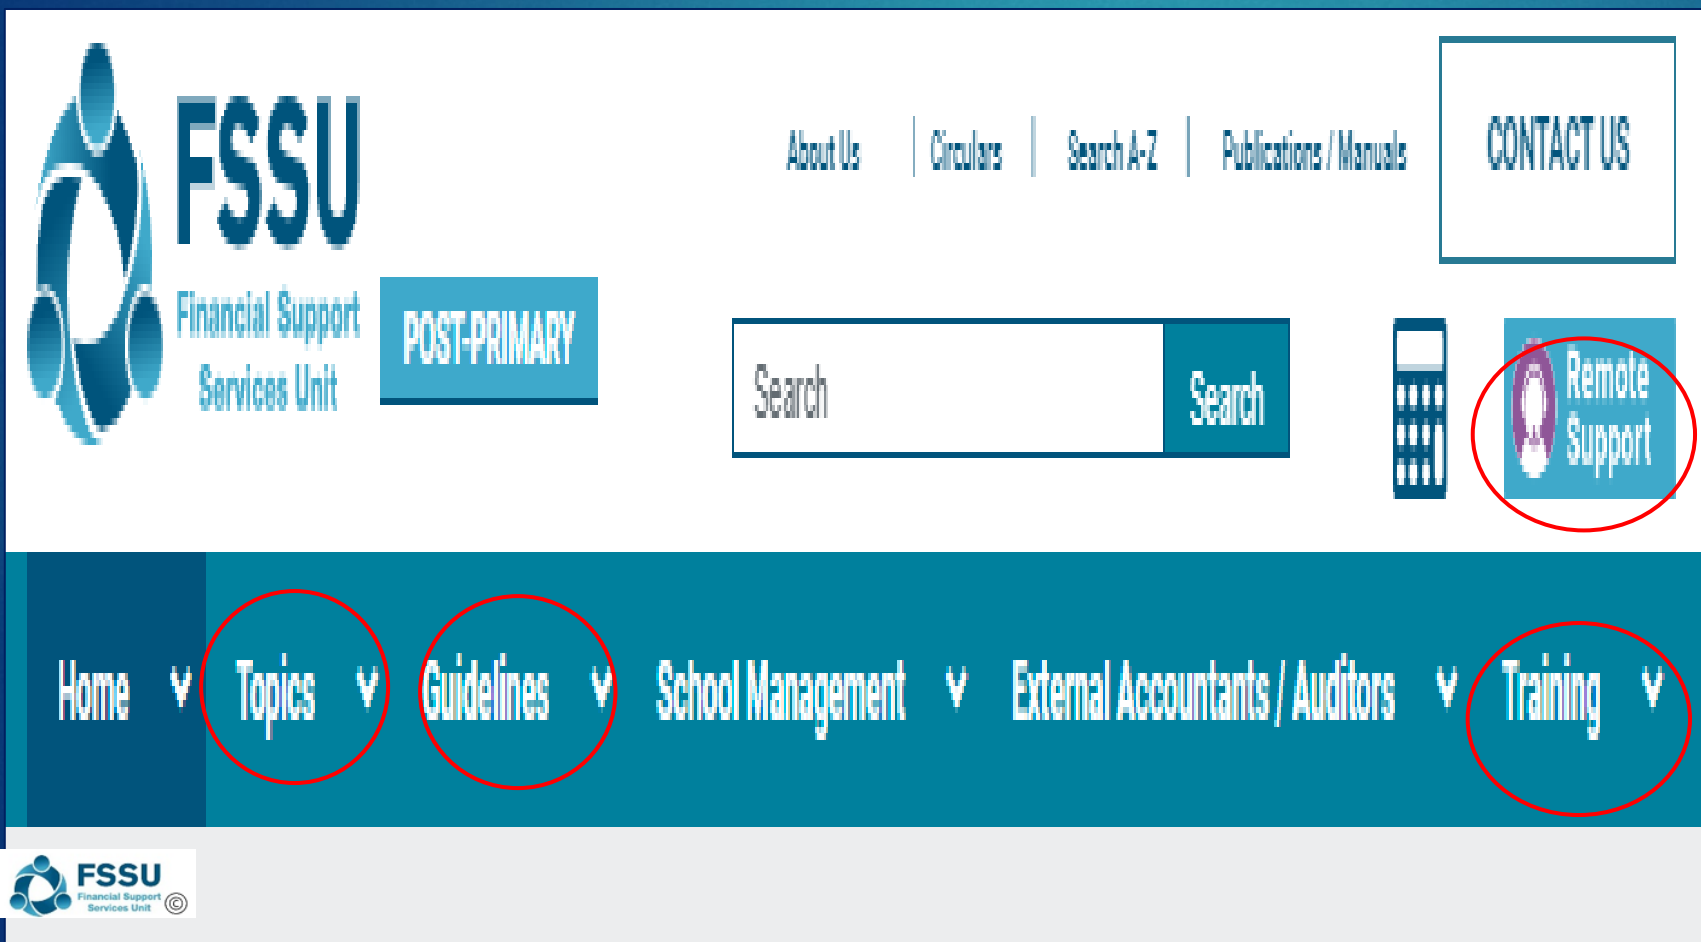 FSSU
Financial Support
Services Unit
POST-PRIMARY
About Us
Circulars
Search A-Z
Publications / Manuals
CONTACT US
Search
Search
Remote
Support
Home
Topics
Guidelines
School Management
External Accountants / Auditors
Training
FSSU
Financial Support
Services Unit
©